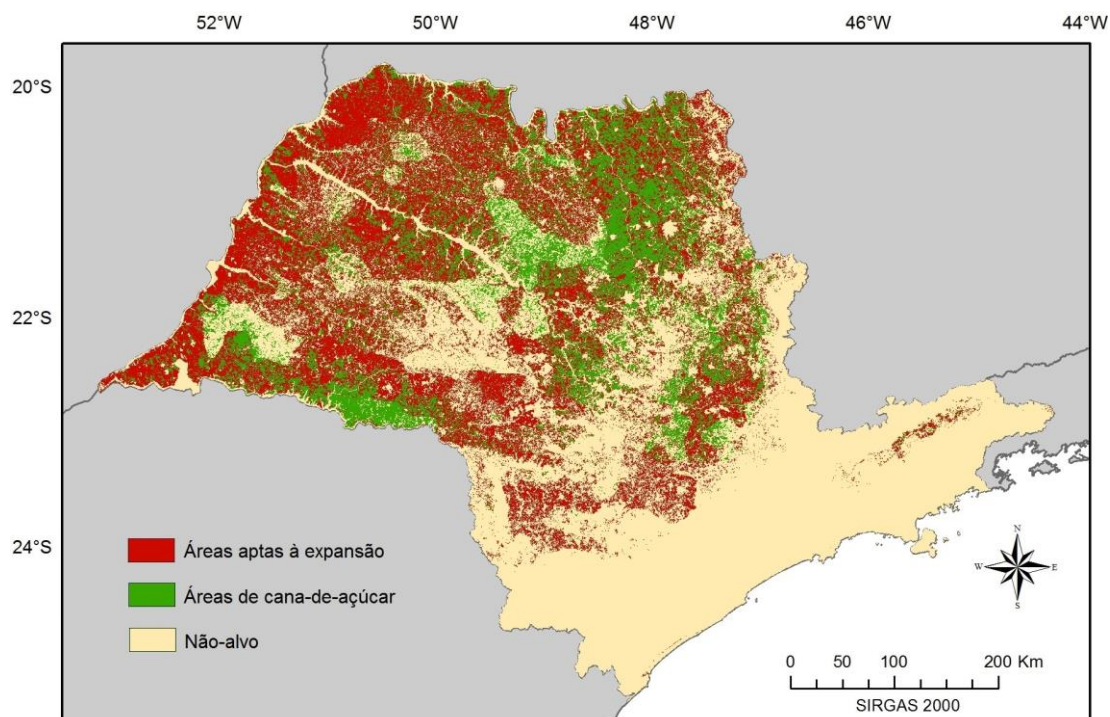 52°W 50°W 48°W 46°W 44°W
20°S
22°S
24°S
Áreas aptas à expansão
Áreas de cana-de-açúcar
Não-alvo
N
W E
S
0 50 100 200 Km
SIRGAS 2000